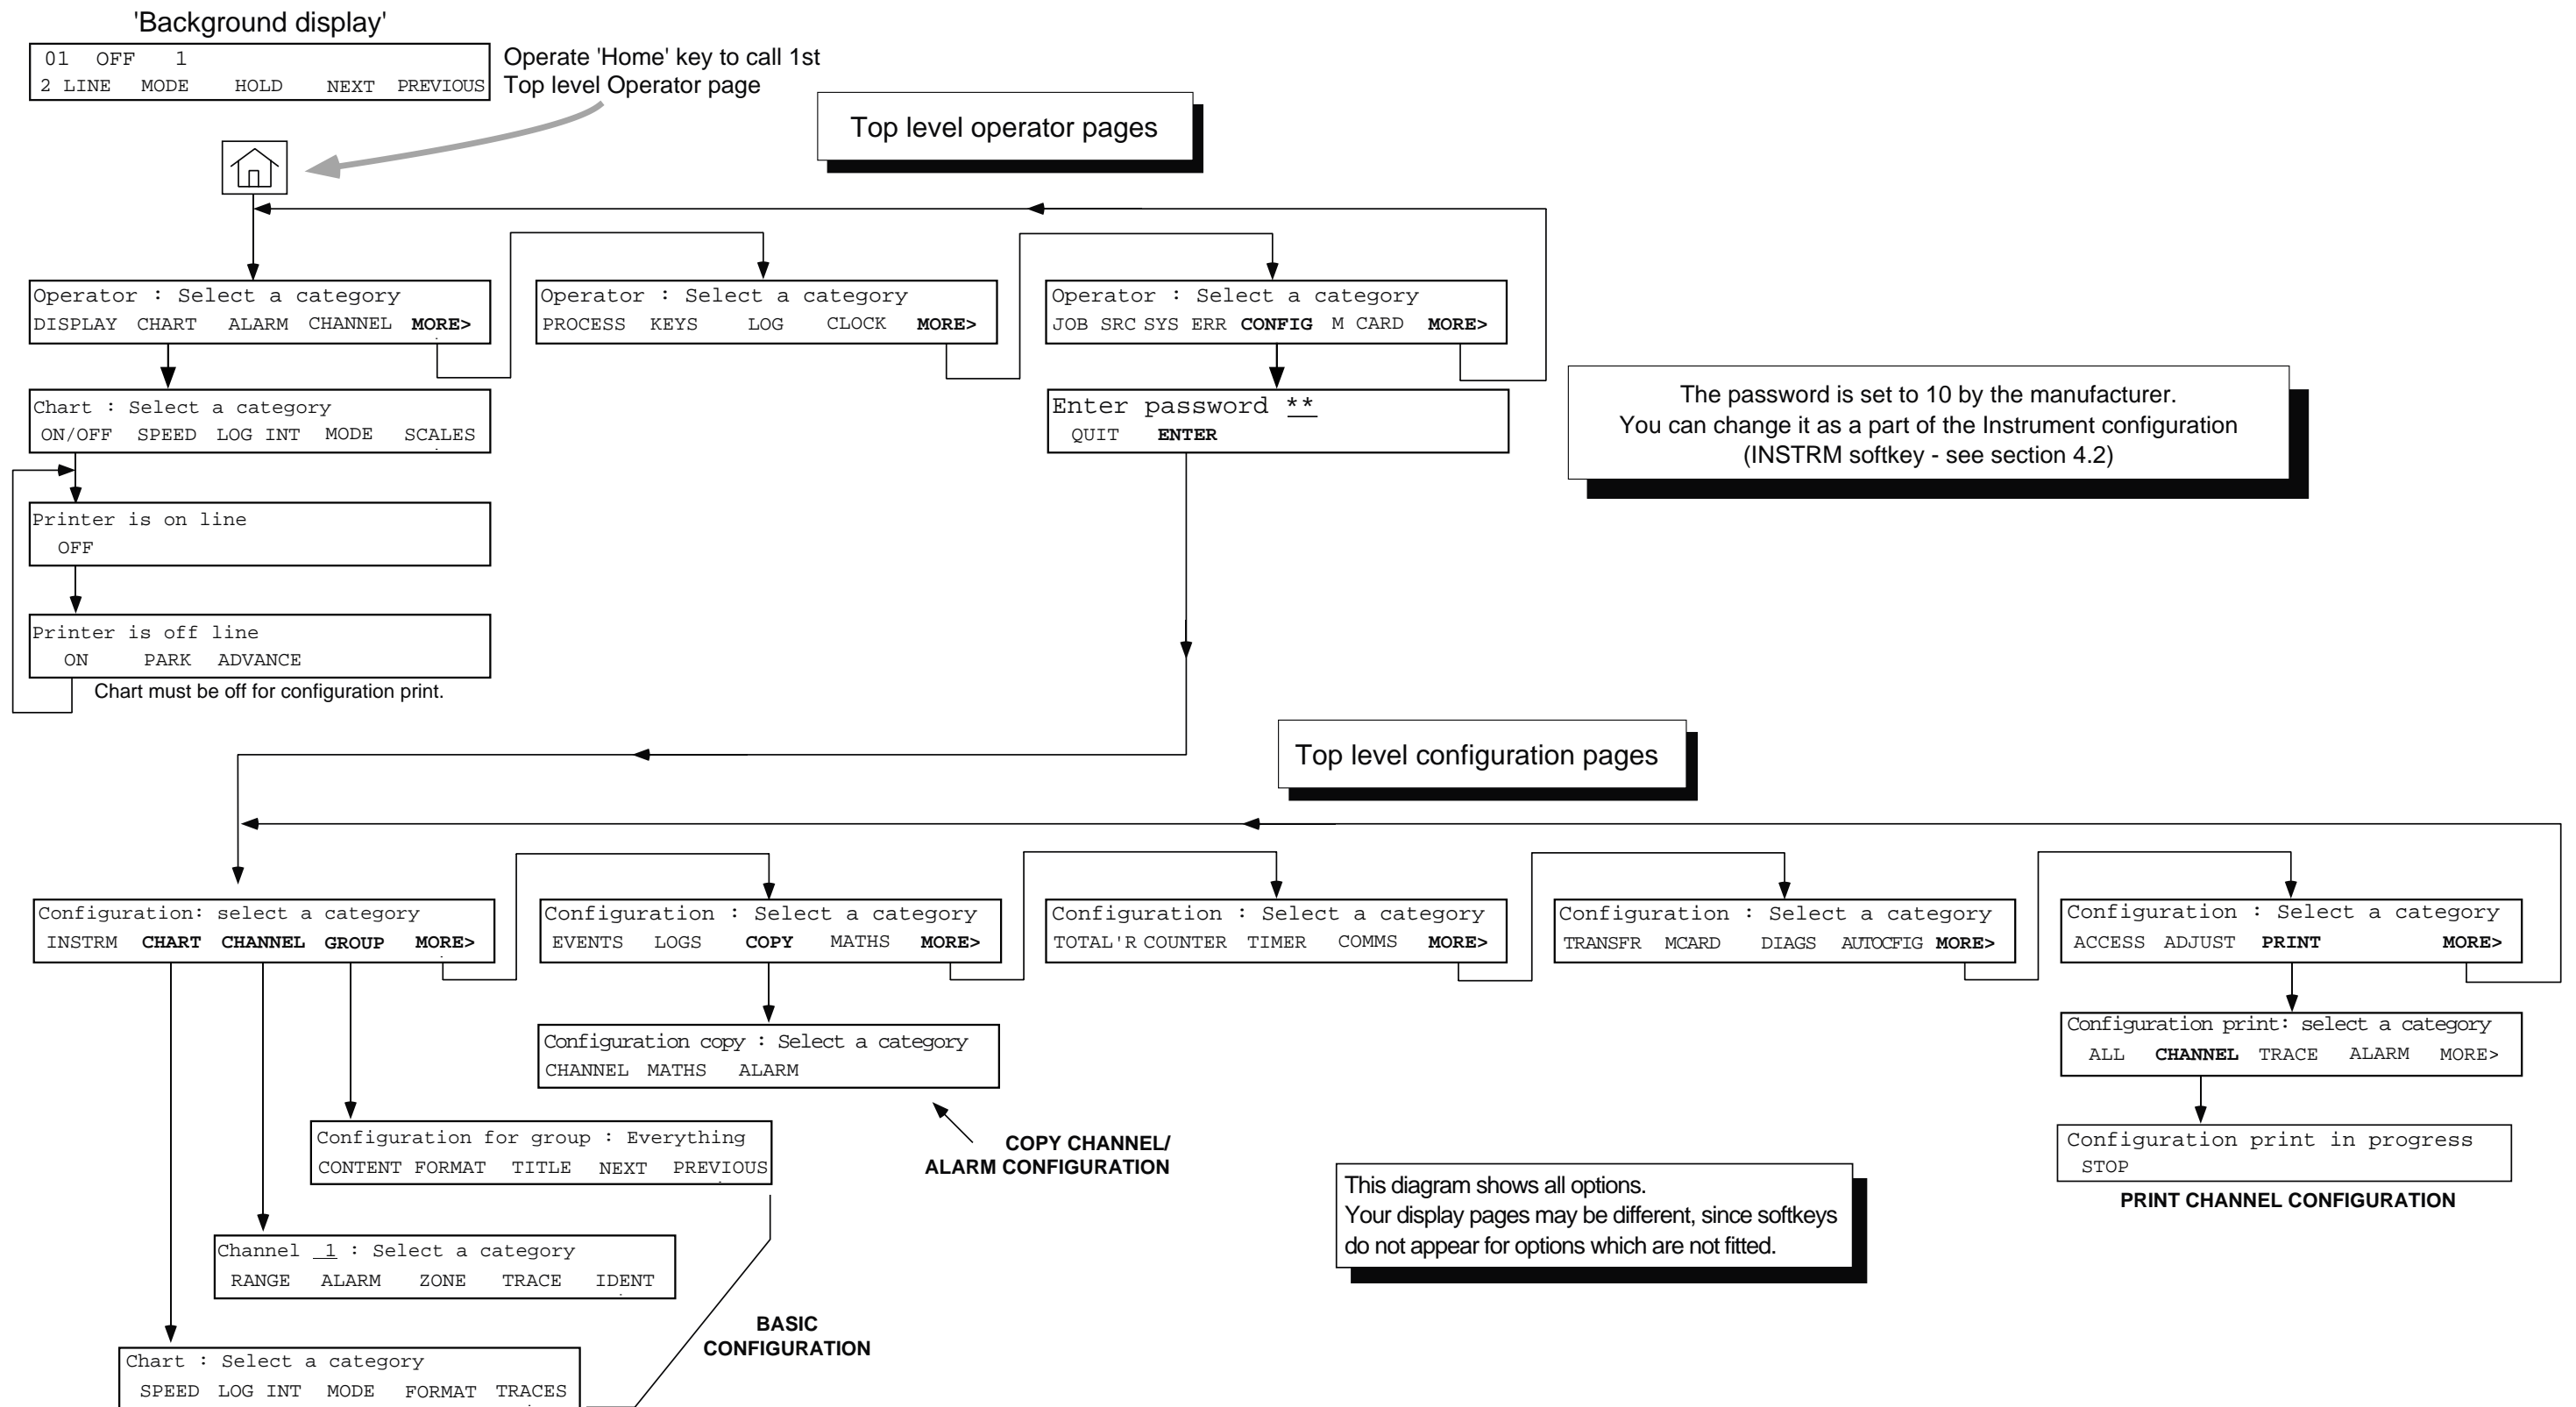 'Background display'
01 OFF 1
2 LINE MODE HOLD NEXT PREVIOUS
Operate 'Home' key to call 1st
Top level Operator page
Top level operator pages
Operator : Select a category
DISPLAY CHART ALARM CHANNEL MORE>
Operator : Select a category
PROCESS KEYS LOG CLOCK MORE>
Operator : Select a category
JOB SRC SYS ERR CONFIG M CARD MORE>
Chart : Select a category
ON/OFF SPEED LOG INT MODE SCALES
Enter password **
QUIT ENTER
The password is set to 10 by the manufacturer.
You can change it as a part of the Instrument configuration
(INSTRM softkey - see section 4.2)
Printer is on line
OFF
Printer is off line
ON PARK ADVANCE
Chart must be off for configuration print.
Top level configuration pages
Configuration: select a category
INSTRM CHART CHANNEL GROUP MORE>
Configuration : Select a category
EVENTS LOGS COPY MATHS MORE>
Configuration : Select a category
TOTAL'R COUNTER TIMER COMMS MORE>
Configuration : Select a category
TRANSFR MCARD DIAGS AUTOCFIG MORE>
Configuration : Select a category
ACCESS ADJUST PRINT MORE>
Configuration copy : Select a category
CHANNEL MATHS ALARM
Configuration print: select a category
ALL CHANNEL TRACE ALARM MORE>
Configuration for group : Everything
CONTENT FORMAT TITLE NEXT PREVIOUS
COPY CHANNEL/
ALARM CONFIGURATION
Configuration print in progress
STOP
PRINT CHANNEL CONFIGURATION
This diagram shows all options.
Your display pages may be different, since softkeys
do not appear for options which are not fitted.
Channel 1 : Select a category
RANGE ALARM ZONE TRACE IDENT
BASIC
CONFIGURATION
Chart : Select a category
SPEED LOG INT MODE FORMAT TRACES